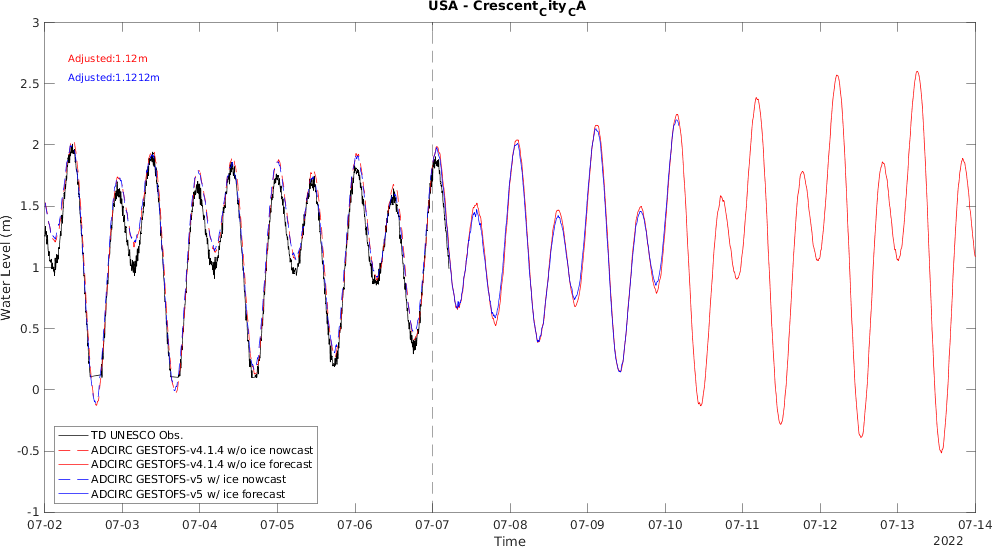 USA - CrescentCityCA
Adjusted:1.12m
Adjusted:1.1212m
3
2.5
2
1.5
1
0.5
0
-0.5
-1
Water Level (m)
TD UNESCO Obs.
ADCIRC GESTOFS-v4.1.4 w/o ice nowcast
ADCIRC GESTOFS-v4.1.4 w/o ice forecast
ADCIRC GESTOFS-v5 w/ ice nowcast
ADCIRC GESTOFS-v5 w/ ice forecast
07-02 07-03 07-04 07-05 07-06 07-07 07-08 07-09 07-10 07-11 07-12 07-13 07-14
Time
2022